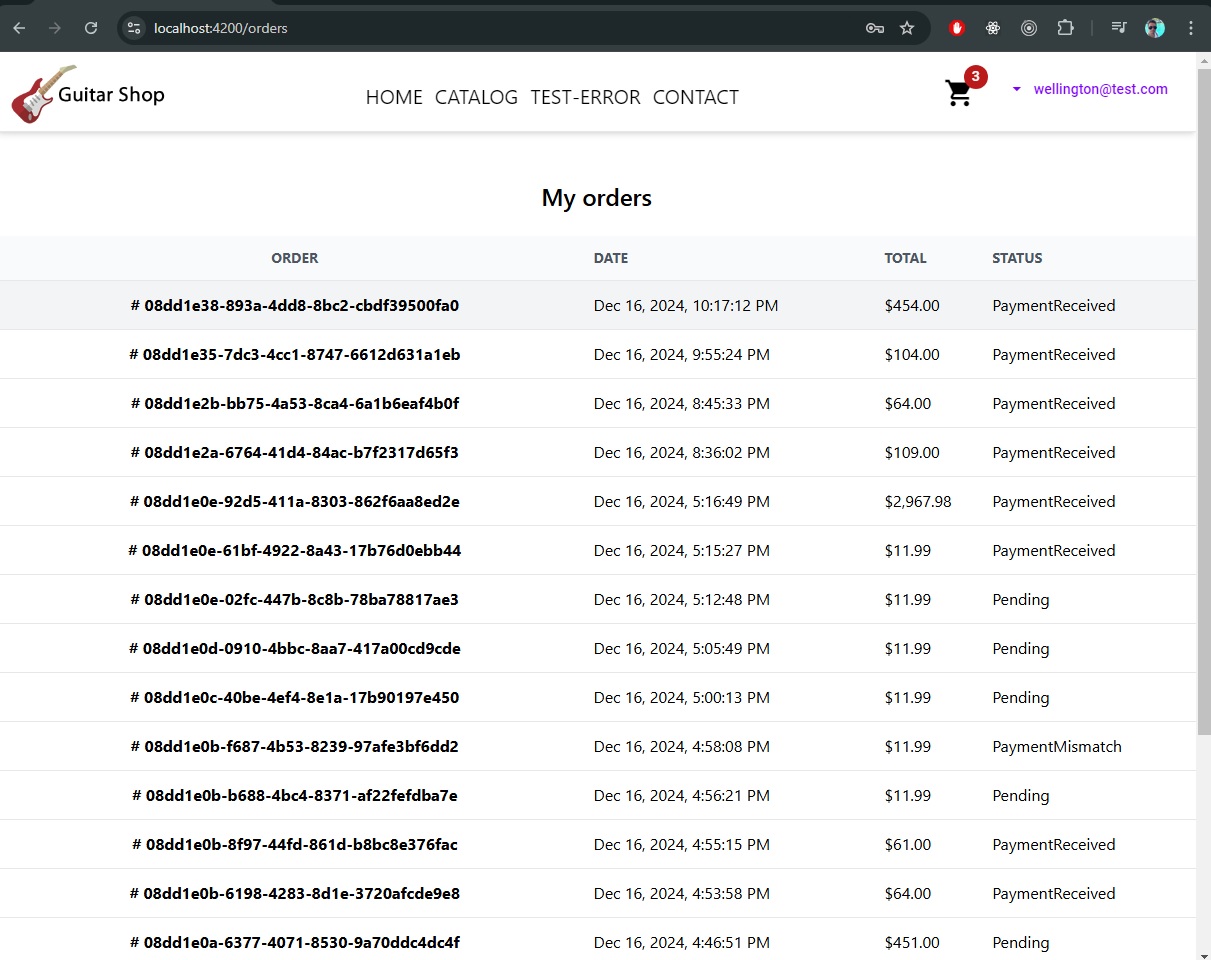 localhost:4200/orders
Guitar Shop
HOME CATALOG TEST-ERROR CONTACT
3
wellington@test.com
My orders
ORDER DATE TOTAL STATUS
# 08dd1e38-893a-4dd8-8bc2-cbdf39500fa0 Dec 16, 2024, 10:17:12 PM $454.00 PaymentReceived
# 08dd1e35-7dc3-4cc1-8747-6612d631a1eb Dec 16, 2024, 9:55:24 PM $104.00 PaymentReceived
# 08dd1e2b-bb75-4a53-8ca4-6a1b6eaf4b0f Dec 16, 2024, 8:45:33 PM $64.00 PaymentReceived
# 08dd1e2a-6764-41d4-84ac-b7f2317d65f3 Dec 16, 2024, 8:36:02 PM $109.00 PaymentReceived
# 08dd1e0e-92d5-411a-8303-862f6aa8ed2e Dec 16, 2024, 5:16:49 PM $2,967.98 PaymentReceived
# 08dd1e0e-61bf-4922-8a43-17b76d0ebb44 Dec 16, 2024, 5:15:27 PM $11.99 PaymentReceived
# 08dd1e0e-02fc-447b-8c8b-78ba78817ae3 Dec 16, 2024, 5:12:48 PM $11.99 Pending
# 08dd1e0d-0910-4bbc-8aa7-417a00cd9cde Dec 16, 2024, 5:05:49 PM $11.99 Pending
# 08dd1e0c-40be-4ef4-8e1a-17b90197e450 Dec 16, 2024, 5:00:13 PM $11.99 Pending
# 08dd1e0b-f687-4b53-8239-97afe3bf6dd2 Dec 16, 2024, 4:58:08 PM $11.99 PaymentMismatch
# 08dd1e0b-b688-4bc4-8371-af22fefdba7e Dec 16, 2024, 4:56:21 PM $11.99 Pending
# 08dd1e0b-8f97-44fd-861d-b8bc8e376fac Dec 16, 2024, 4:55:15 PM $61.00 PaymentReceived
# 08dd1e0b-6198-4283-8d1e-3720afcde9e8 Dec 16, 2024, 4:53:58 PM $64.00 PaymentReceived
# 08dd1e0a-6377-4071-8530-9a70ddc4dc4f Dec 16, 2024, 4:46:51 PM $451.00 Pending